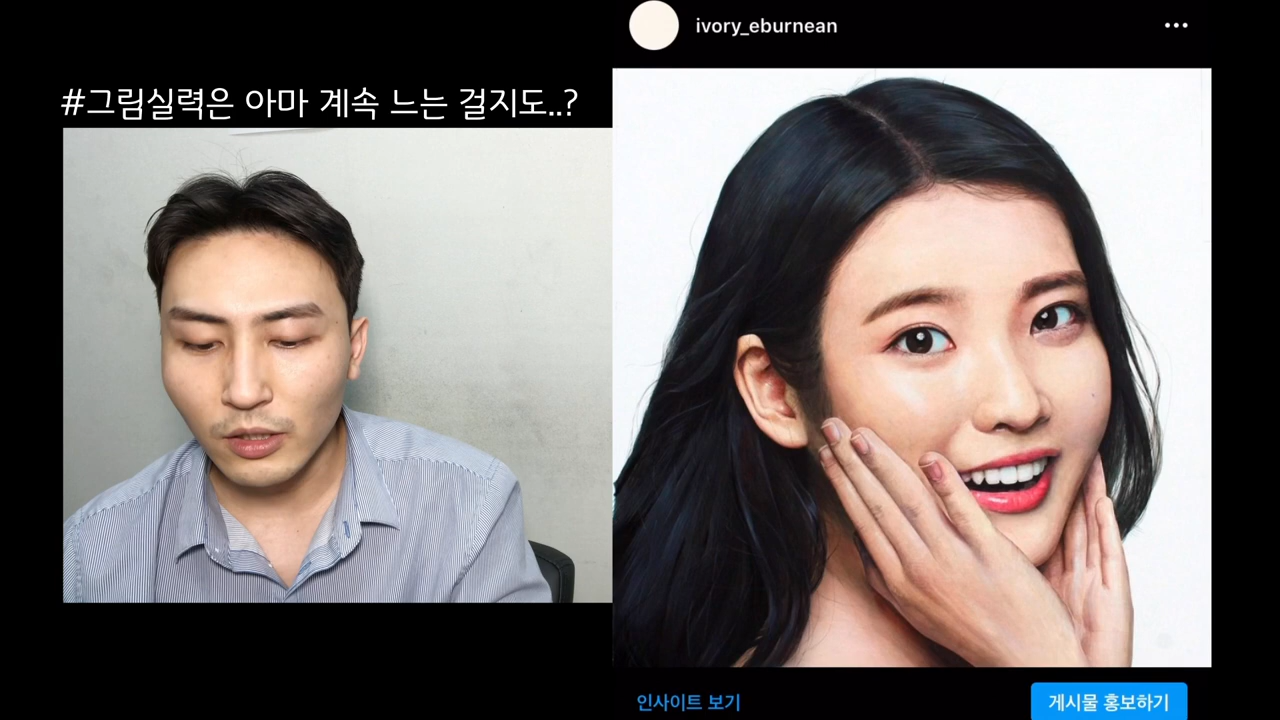 #그림실력은 아마 계속 느는 걸지도..?
ivory_eburnean
인사이트 보기
게시물 홍보하기